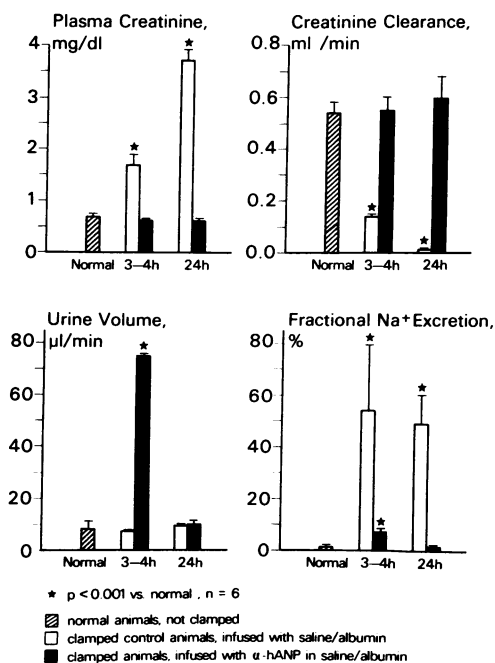 Plasma Creatinine,
mg/dl
4
3
2
1
0
Normal 3—4h 24h
Creatinine Clearance,
ml /min
0.8
0.6
0.4
0.2
0.0
Normal 3—4h 24h
Urine Volume,
µl/min
80
60
40
20
0
Normal 3—4h 24h
Fractional Na+ Excretion,
%
80
60
40
20
0
Normal 3—4h 24h
★ p < 0.001 vs. normal , n = 6
normal animals, not clamped
clamped control animals, infused with saline/albumin
clamped animals, infused with α-hANP in saline/albumin